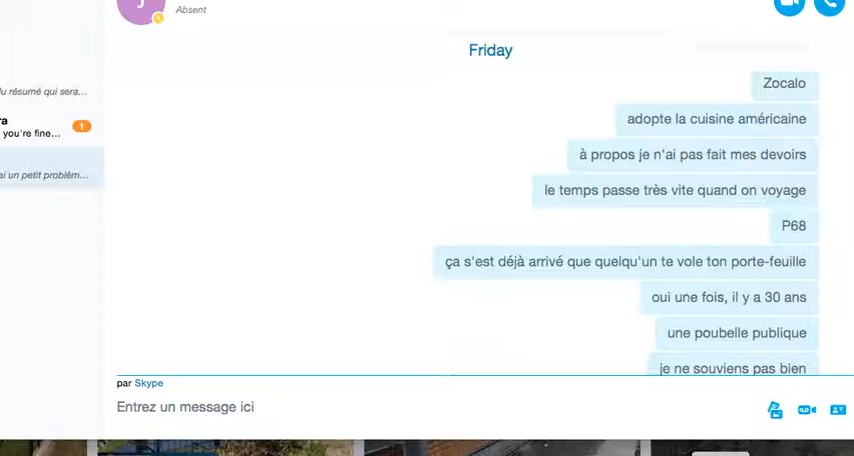 J
Absent
Friday
du résumé qui sera...
ra
you're fine...
1
ai un petit problém...
Zocalo
adopte la cuisine américaine
à propos je n'ai pas fait mes devoirs
le temps passe très vite quand on voyage
P68
ça s'est déjà arrivé que quelqu'un te vole ton porte-feuille
oui une fois, il y a 30 ans
une poubelle publique
je ne souviens pas bien
par Skype
Entrez un message ici